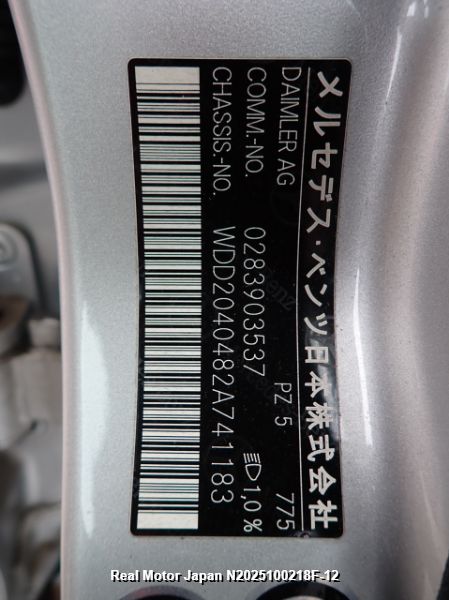 メルセデス・ベンツ日本株式会社
DAIMLER AG PZ 5 775
COMM.-NO. 0283903537 1,0 %
CHASSIS.-NO. WDD2040482A741183
Real Motor Japan N2025100218F-12